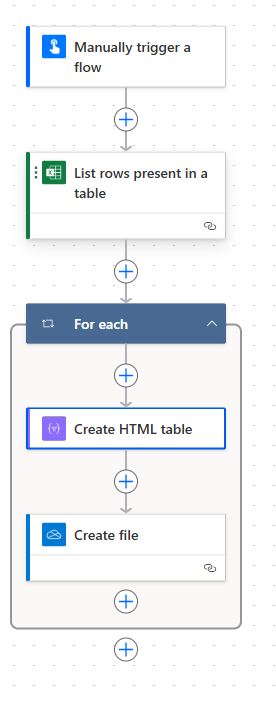 Manually trigger a
flow
List rows present in a
table
For each
Create HTML table
Create file